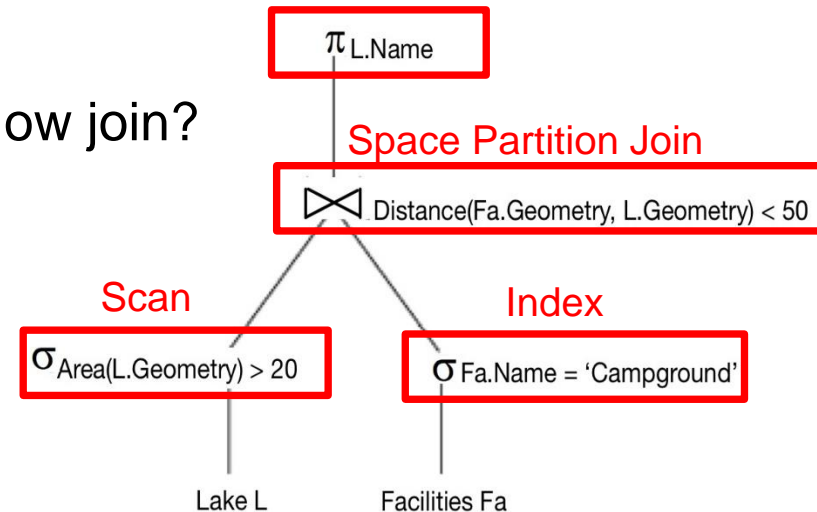 π L.Name
ow join?
Space Partition Join
⋈ Distance(Fa.Geometry, L.Geometry) < 50
Scan
Index
σ Area(L.Geometry) > 20
σ Fa.Name = ‘Campground’
Lake L
Facilities Fa